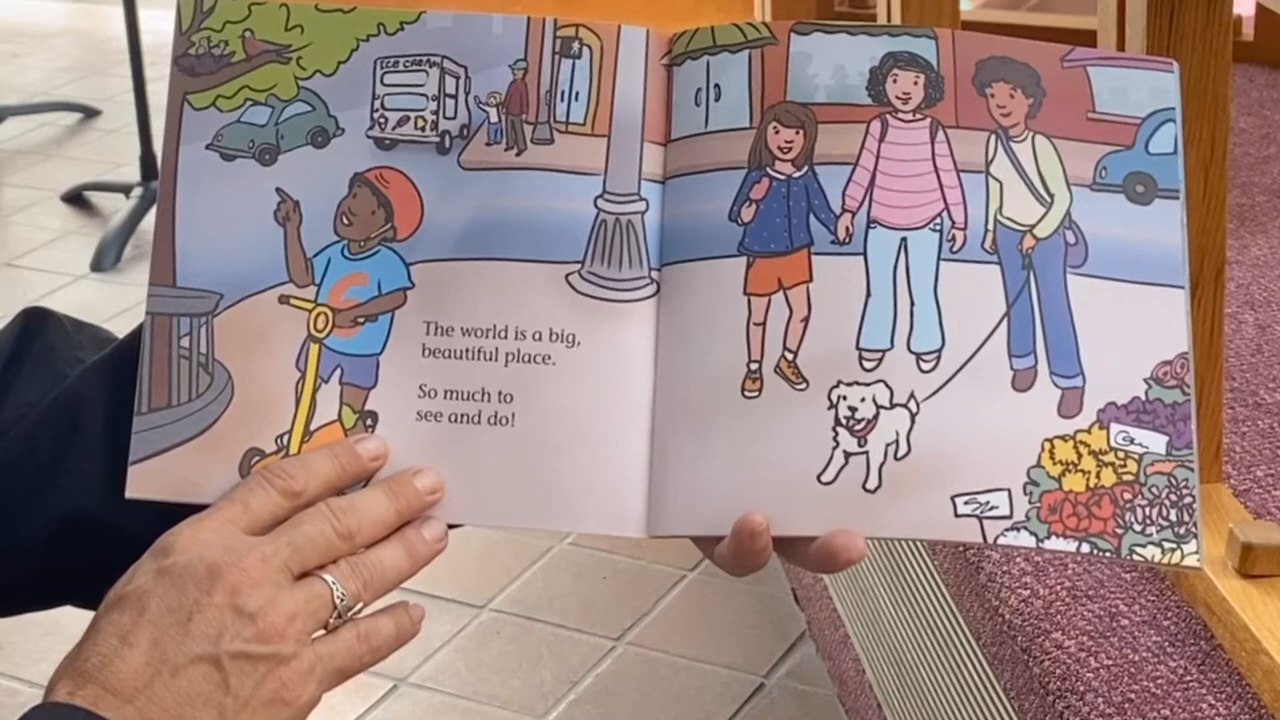 ICE CREAM
The world is a big,
beautiful place.
So much to
see and do!